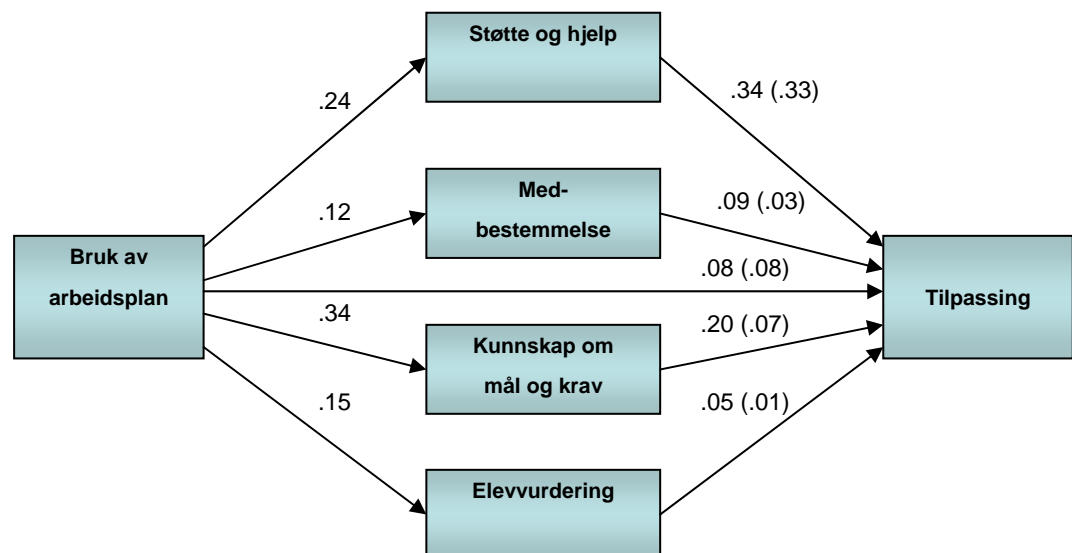 Støtte og hjelp
.34 (.33)
.24
Med-
bestemmelse
.12
.09 (.03)
Bruk av
arbeidsplan
.08 (.08)
Tilpassing
.34
.20 (.07)
Kunnskap om
mål og krav
.15
.05 (.01)
Elevvurdering